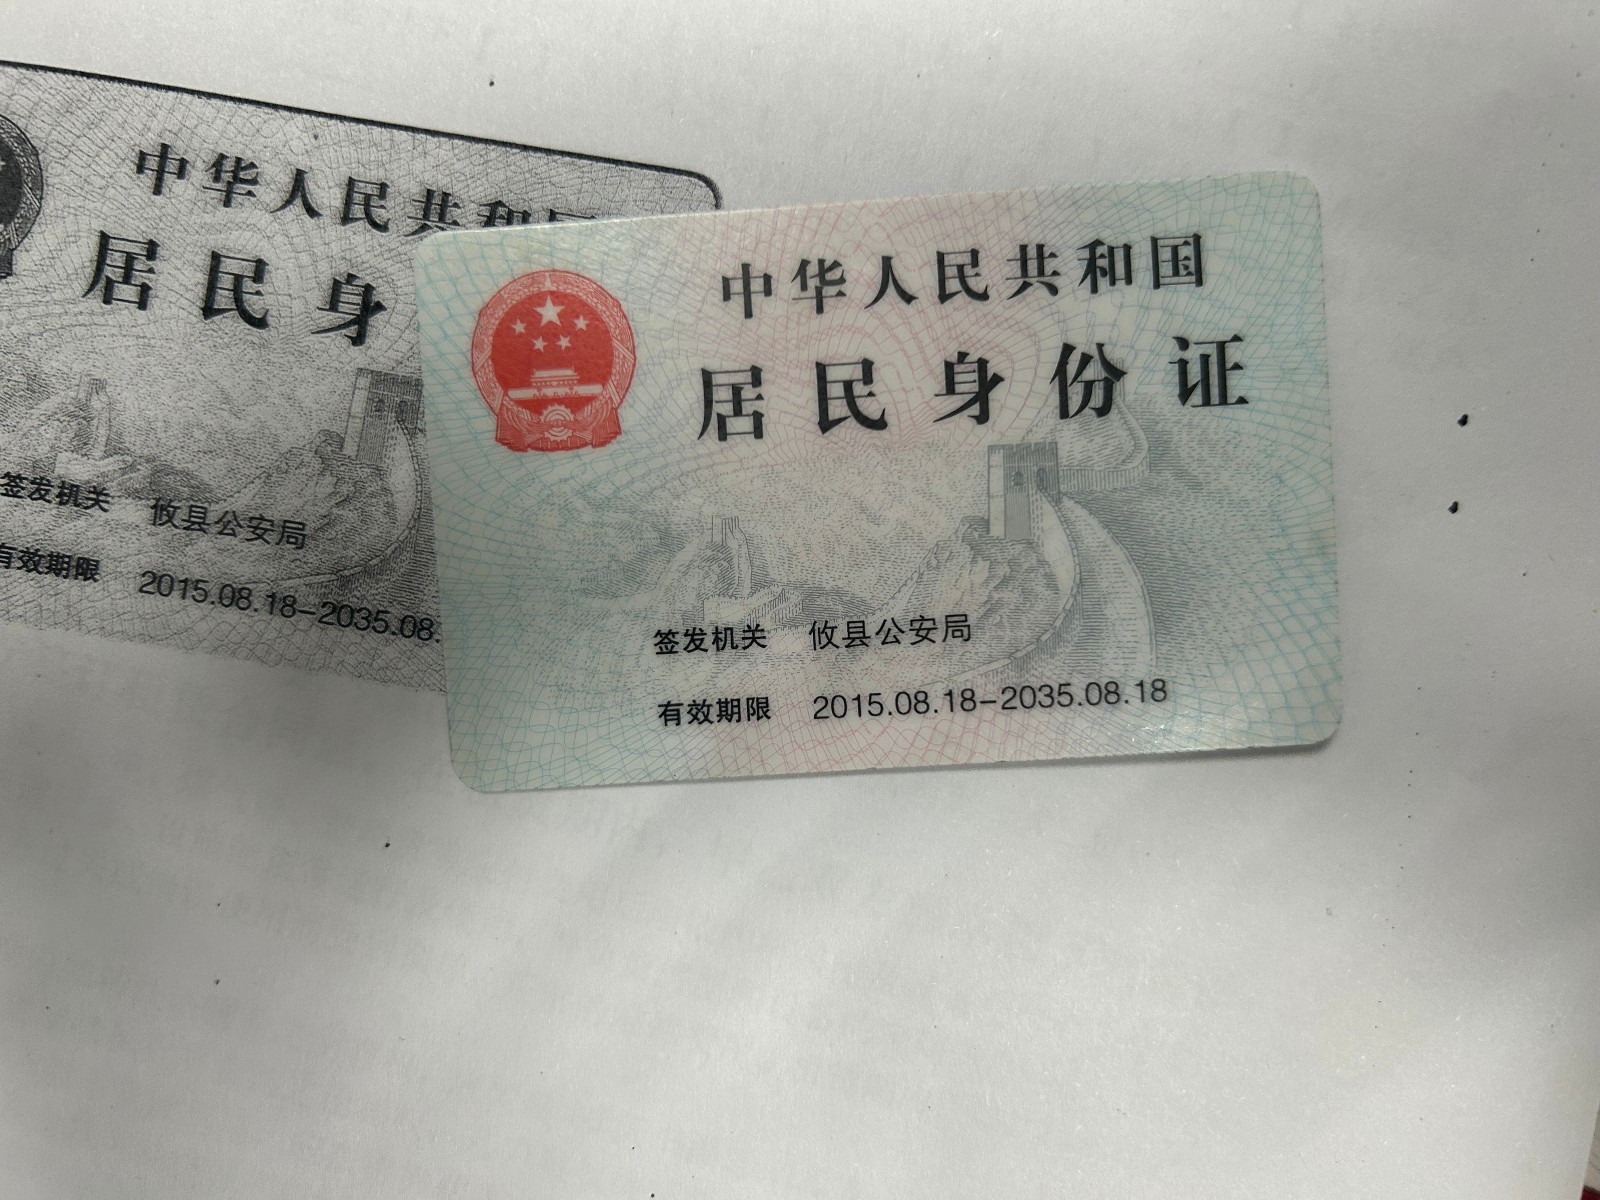 中华人民共和国
居民身
签发机关 攸县公安局
有效期限 2015.08.18-2035.08.
中华人民共和国
居民身份证
签发机关 攸县公安局
有效期限 2015.08.18-2035.08.18